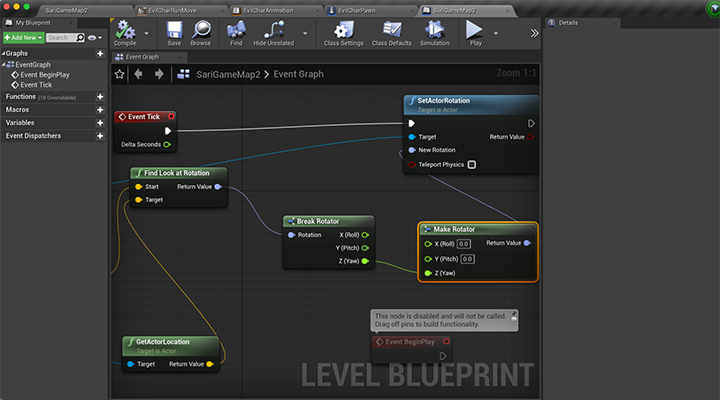 SariGameMap2
EvilCharRunMove
EvilCharAnimation
EvilCharPawn
SariGameMap2
My Blueprint
Details
Add New
Search
Compile
Save
Browse
Find
Hide Unrelated
Class Settings
Class Defaults
Simulation
Play
Graphs
EventGraph
Event BeginPlay
Event Tick
Functions (18 Overridable)
Macros
Variables
Event Dispatchers
Event Graph
SariGameMap2 > Event Graph
Zoom 1:1
Event Tick
Delta Seconds
SetActorRotation
Target is Actor
Target
Return Value
New Rotation
Teleport Physics
Find Look at Rotation
Start
Return Value
Target
Break Rotator
Rotation
X (Roll)
Y (Pitch)
Z (Yaw)
Make Rotator
X (Roll) 0.0
Return Value
Y (Pitch) 0.0
Z (Yaw)
This node is disabled and will not be called.
Drag off pins to build functionality.
Event BeginPlay
GetActorLocation
Target is Actor
Target
Return Value
LEVEL BLUEPRINT